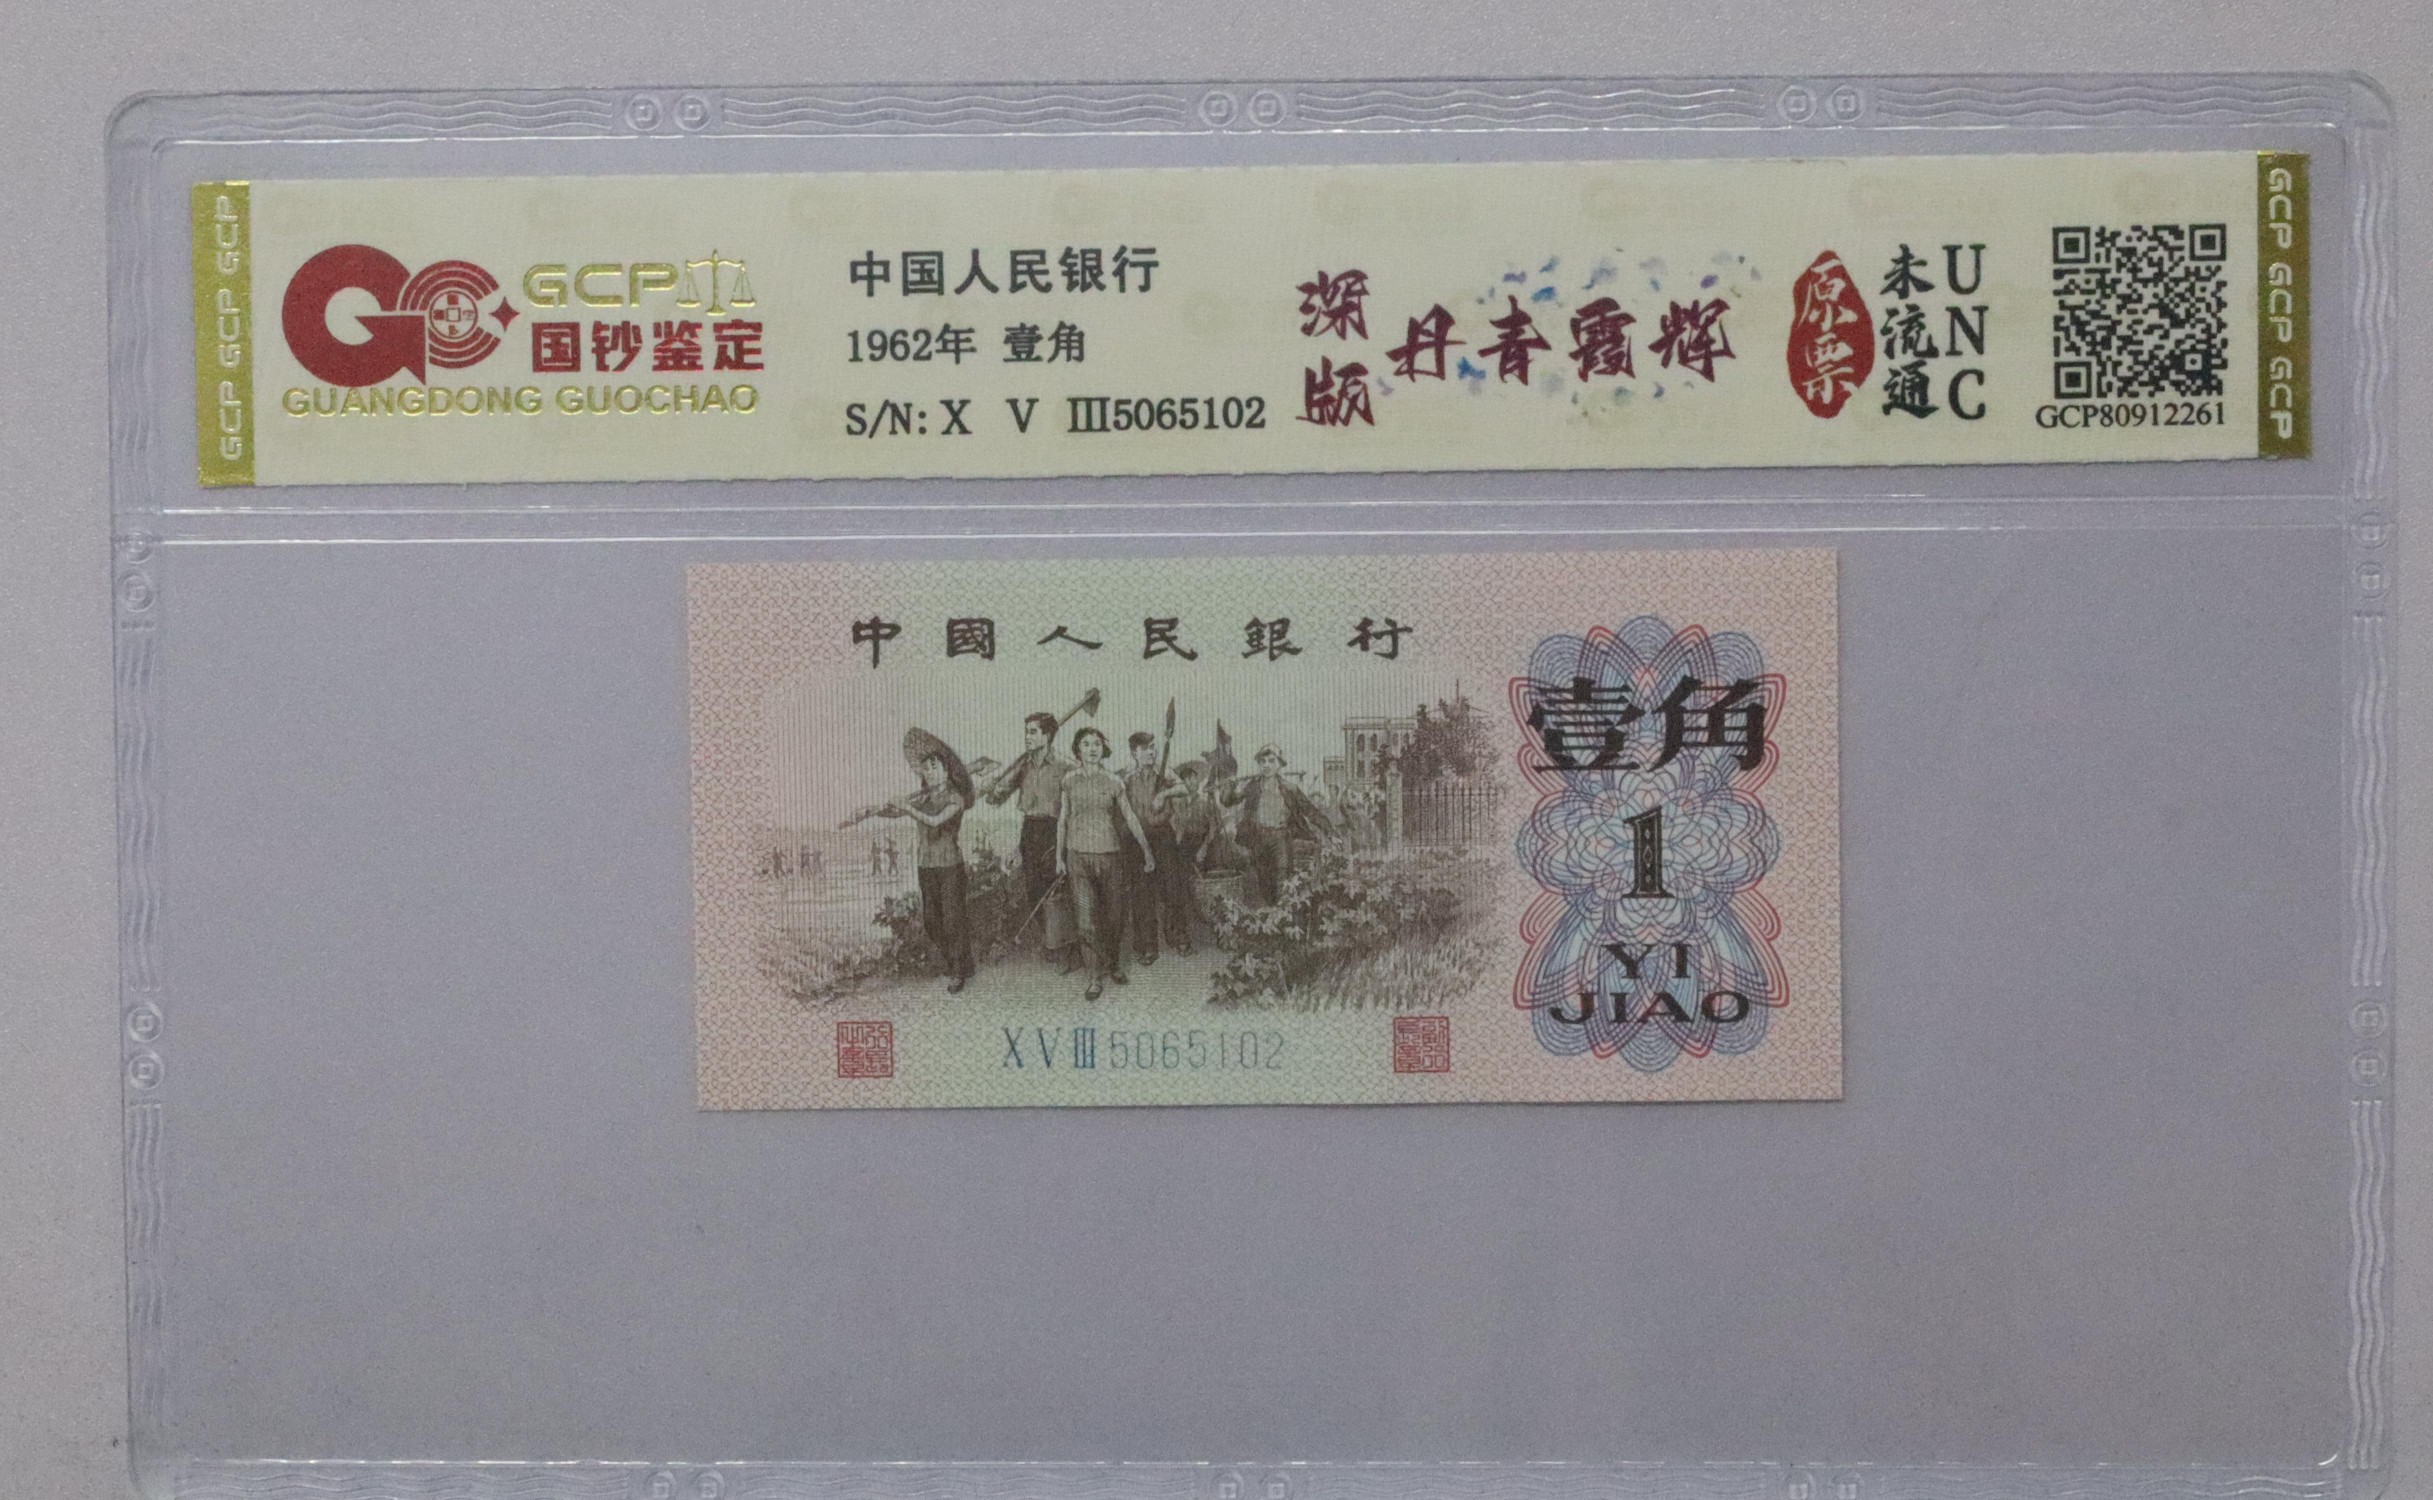 GCP GCP GCP
GCP
国钞鉴定
GUANGDONG GUOCHAO
中国人民银行
1962年 壹角
S/N: X V Ⅲ5065102
深版
丹青霞辉
原票
未流通
UNC
GCP80912261
GCP GCP GCP
中國人民銀行
壹角
1
YI
JIAO
X V Ⅲ 5065102